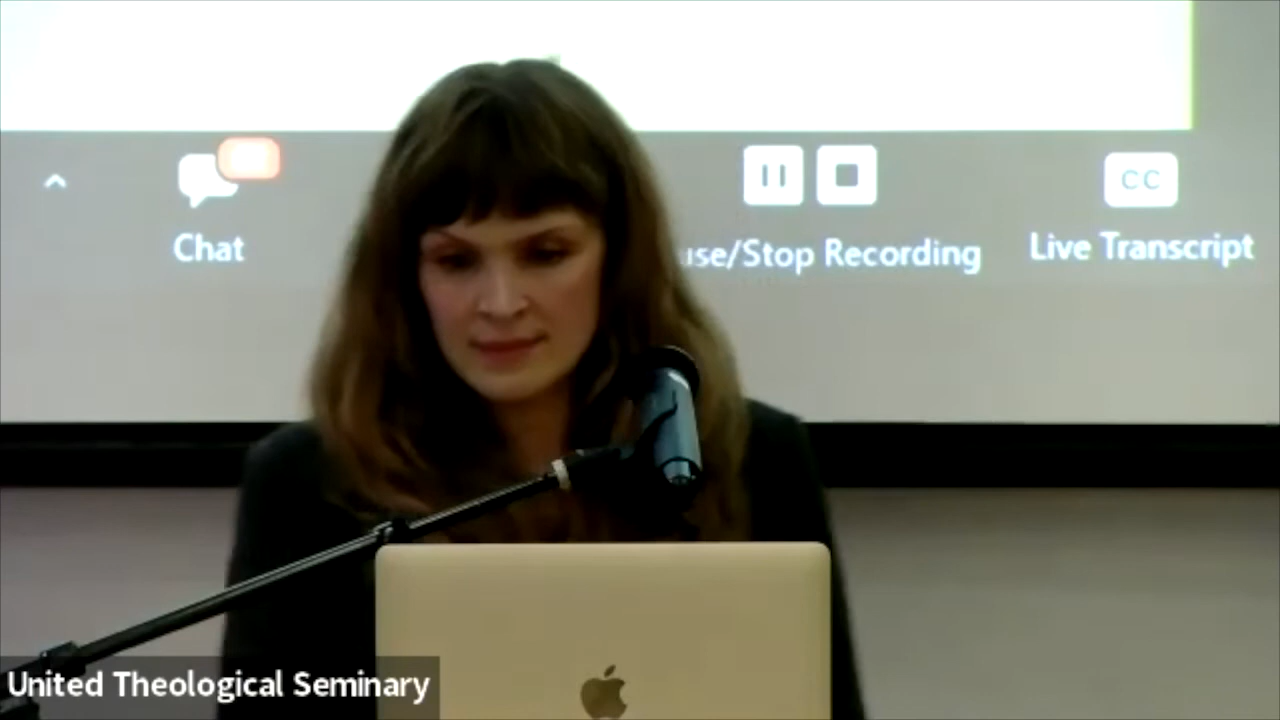 Chat
use/Stop Recording
CC
Live Transcript
United Theological Seminary